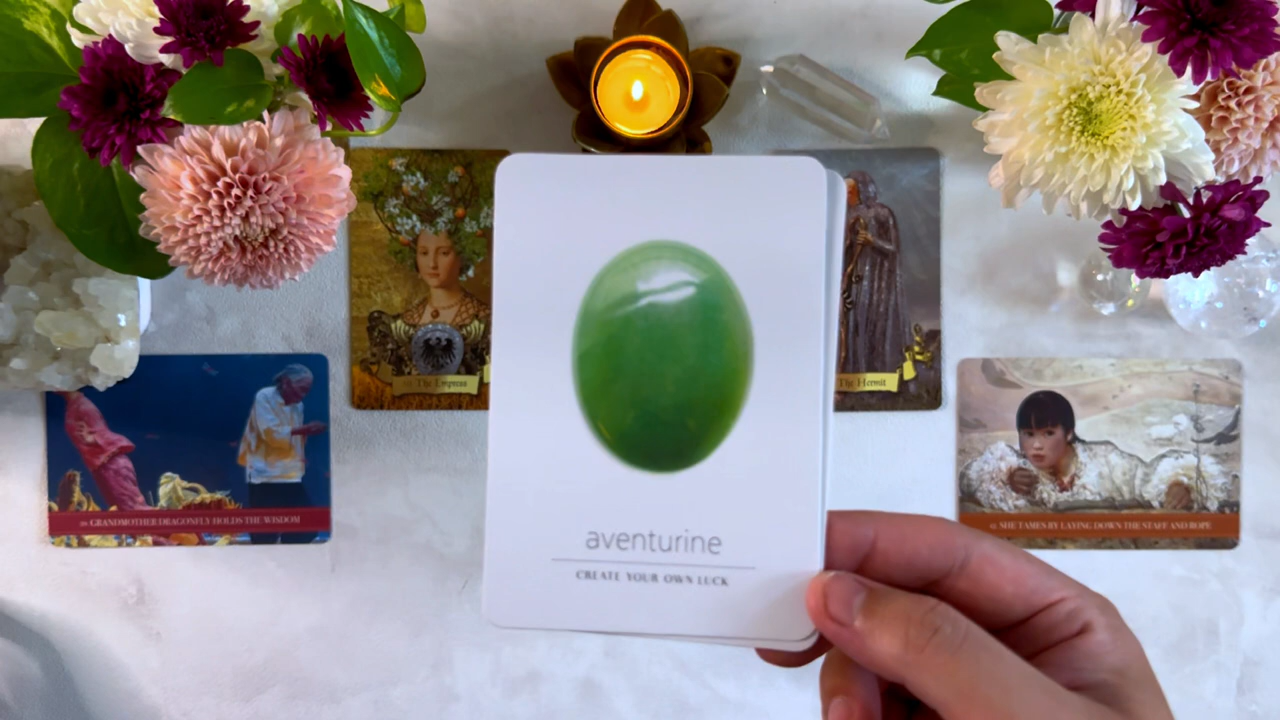 The Empress
The Hermit
GRANDMOTHER DRAGONFLY HOLDS THE WISDOM
SHE TAMES BY LAYING DOWN THE STAFF AND ROPE
aventurine
CREATE YOUR OWN LUCK